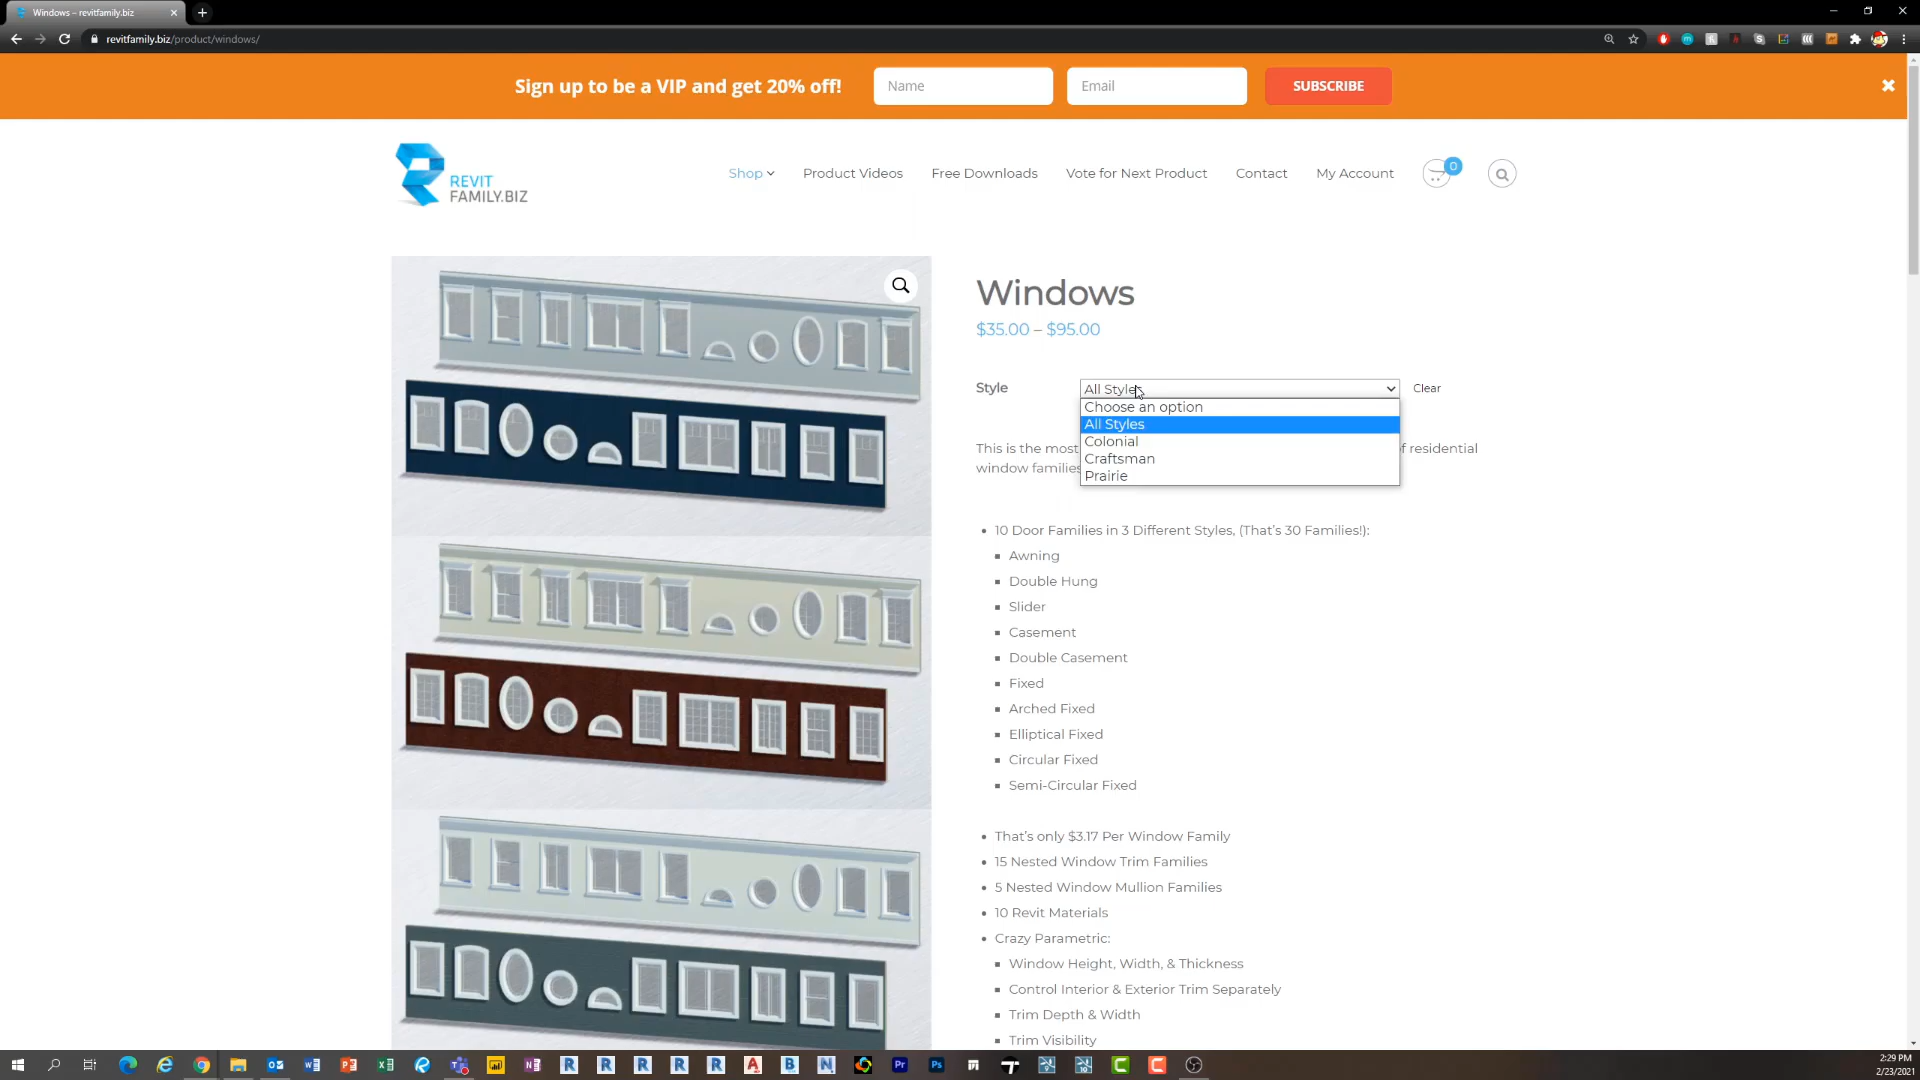 Windows – revitfamily.biz
revitfamily.biz/product/windows/
Sign up to be a VIP and get 20% off!
Name
Email
SUBSCRIBE
REVIT
FAMILY.BIZ
Shop
Product Videos
Free Downloads
Vote for Next Product
Contact
My Account
0
Windows
$35.00 – $95.00
Style
All Styles
Clear
Choose an option
All Styles
Colonial
Craftsman
Prairie
This is the most
f residential
window families
10 Door Families in 3 Different Styles, (That's 30 Families!):
Awning
Double Hung
Slider
Casement
Double Casement
Fixed
Arched Fixed
Elliptical Fixed
Circular Fixed
Semi-Circular Fixed
That's only $3.17 Per Window Family
15 Nested Window Trim Families
5 Nested Window Mullion Families
10 Revit Materials
Crazy Parametric:
Window Height, Width, & Thickness
Control Interior & Exterior Trim Separately
Trim Depth & Width
Trim Visibility
2:29 PM
2/23/2021